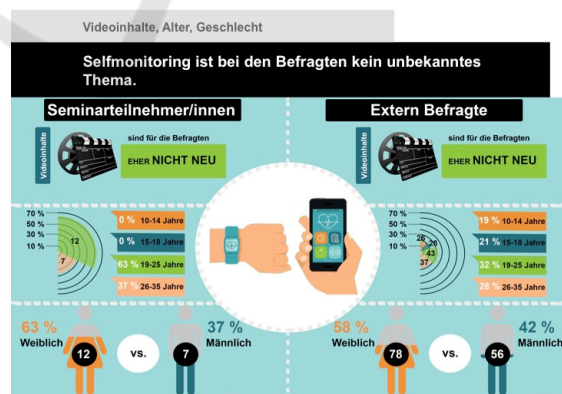 Videoinhalte, Alter, Geschlecht
Selfmonitoring ist bei den Befragten kein unbekanntes
Thema.
Seminarteilnehmer/innen
Videoinhalte
sind für die Befragten
EHER NICHT NEU
70 %
50 %
30 %
10 %
12
7
0 % 10-14 Jahre
0 % 15-18 Jahre
63 % 19-25 Jahre
37 % 26-35 Jahre
63 %
Weiblich
12
vs.
7
37 %
Männlich
Extern Befragte
Videoinhalte
sind für die Befragten
EHER NICHT NEU
70 %
50 %
30 %
10 %
28
43
37
19 % 10-14 Jahre
21 % 15-18 Jahre
32 % 19-25 Jahre
28 % 26-35 Jahre
58 %
Weiblich
78
vs.
56
42 %
Männlich